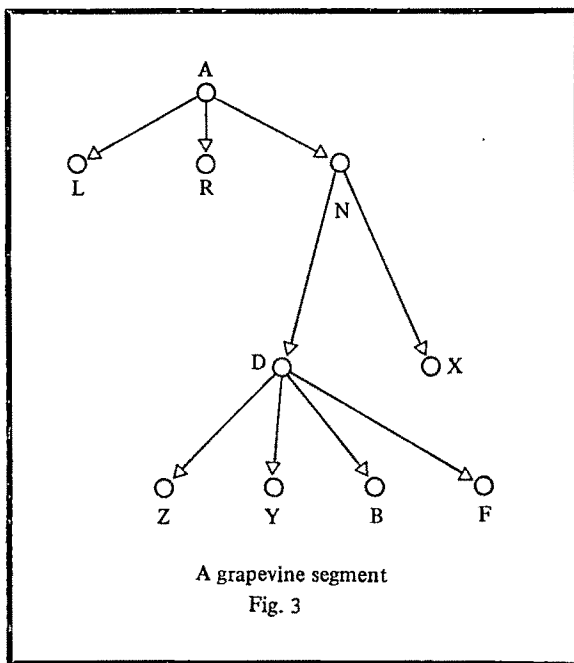 A
L R N
D X
Z Y B F
A grapevine segment
Fig. 3